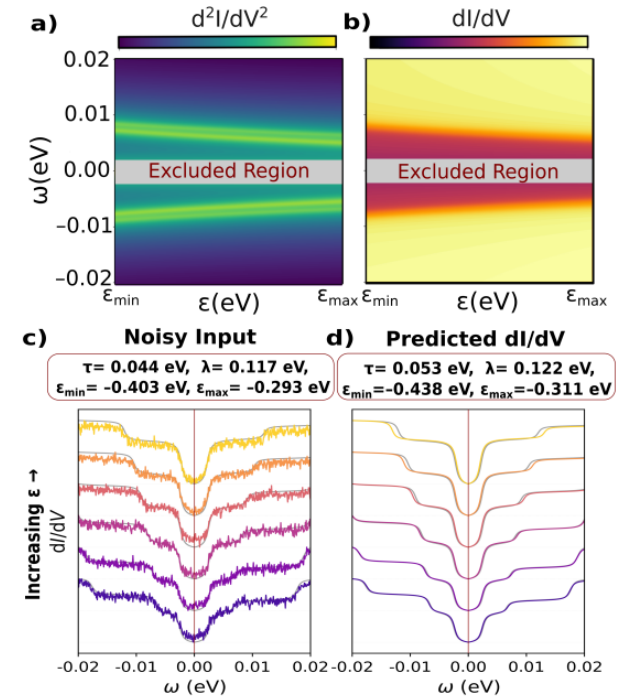 a) d²I/dV² b) dI/dV
ω(eV)
0.02
0.01
0.00
–0.01
–0.02
Excluded Region Excluded Region
εmin ε(eV) εmax εmin ε(eV) εmax
c) Noisy Input
τ= 0.044 eV, λ= 0.117 eV,
εmin= –0.403 eV, εmax= –0.293 eV
d) Predicted dI/dV
τ= 0.053 eV, λ= 0.122 eV,
εmin=–0.438 eV, εmax=–0.311 eV
Increasing ε →
dI/dV
-0.02 -0.01 0.00 0.01 0.02
ω (eV)
-0.02 -0.01 0.00 0.01 0.02
ω (eV)